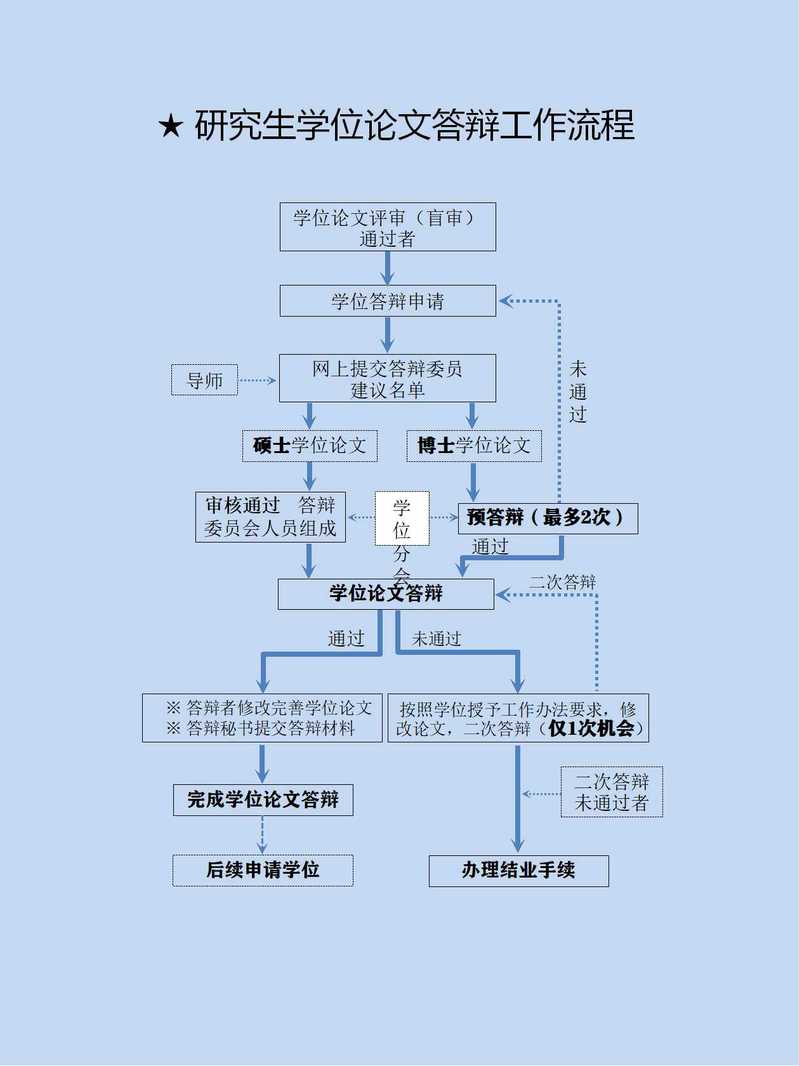 ★ 研究生学位论文答辩工作流程
学位论文评审（盲审）
通过者
学位答辩申请
未
通
过
网上提交答辩委员
建议名单
导师
硕士学位论文
博士学位论文
审核通过 答辩
委员会人员组成
学
位
分
会
预答辩（最多2次）
通过
二次答辩
学位论文答辩
通过
未通过
※ 答辩者修改完善学位论文
※ 答辩秘书提交答辩材料
按照学位授予工作办法要求，修
改论文，二次答辩（仅1次机会）
二次答辩
未通过者
完成学位论文答辩
后续申请学位
办理结业手续